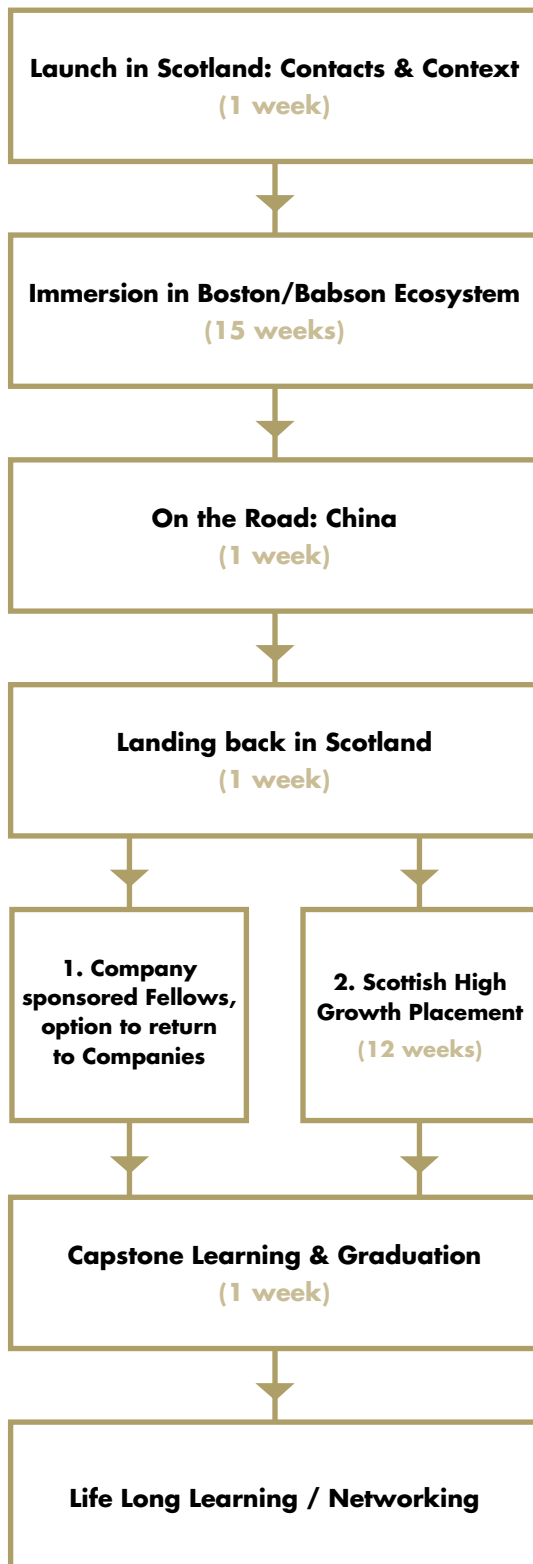 Launch in Scotland: Contacts & Context
(1 week)
Immersion in Boston/Babson Ecosystem
(15 weeks)
On the Road: China
(1 week)
Landing back in Scotland
(1 week)
1. Company
sponsored Fellows,
option to return
to Companies
2. Scottish High
Growth Placement
(12 weeks)
Capstone Learning & Graduation
(1 week)
Life Long Learning / Networking